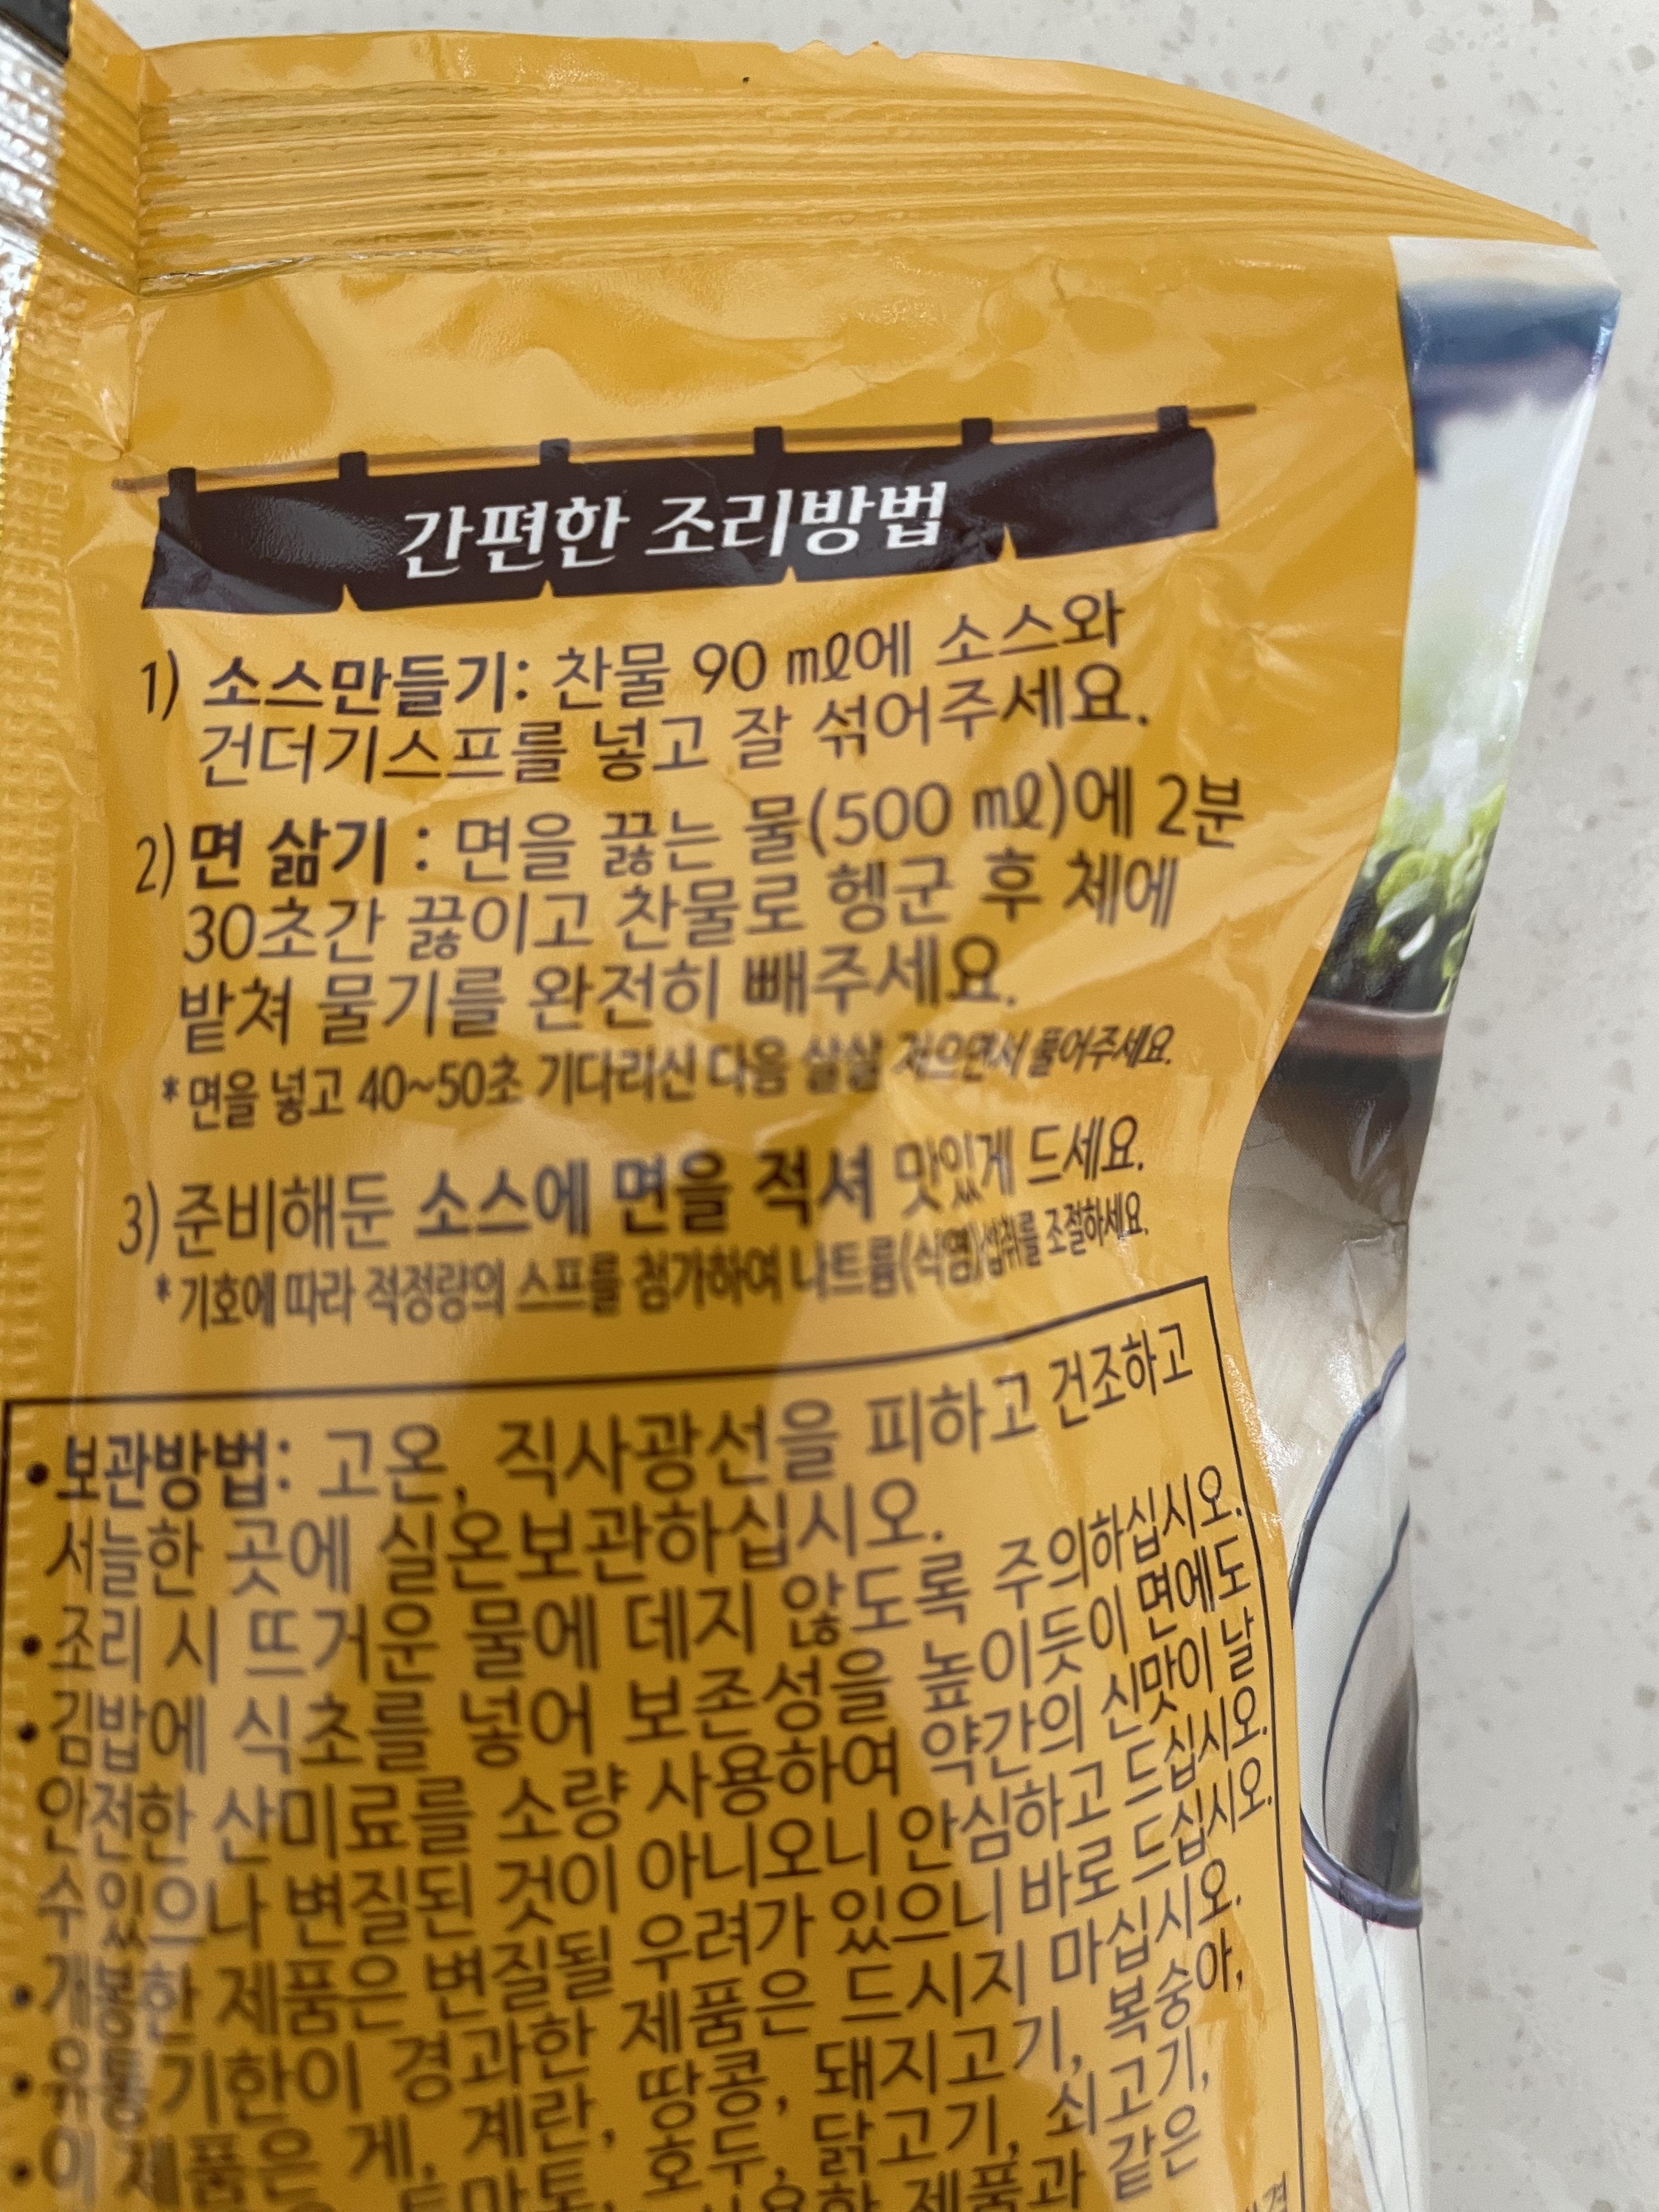 간편한 조리방법
1) 소스만들기: 찬물 90 ㎖에 소스와
건더기스프를 넣고 잘 섞어주세요.
2) 면 삶기 : 면을 끓는 물(500 ㎖)에 2분
30초간 끓이고 찬물로 헹군 후 체에
밭쳐 물기를 완전히 빼주세요.
*면을 넣고 40~50초 기다리신 다음 살살 저으면서 풀어주세요.
3) 준비해둔 소스에 면을 적셔 맛있게 드세요.
*기호에 따라 적정량의 스프를 첨가하여 나트륨(식염)섭취를 조절하세요.
•보관방법: 고온, 직사광선을 피하고 건조하고
서늘한 곳에 실온보관하십시오.
•조리 시 뜨거운 물에 데지 않도록 주의하십시오.
•김밥에 식초를 넣어 보존성을 높이듯이 면에도
안전한 산미료를 소량 사용하여 약간의 신맛이 날
수 있으나 변질된 것이 아니오니 안심하고 드십시오.
•개봉한 제품은 변질될 우려가 있으니 바로 드십시오.
•유통기한이 경과한 제품은 드시지 마십시오.
•이 제품은 게, 계란, 땅콩, 돼지고기, 복숭아,
토마토, 호두, 닭고기, 쇠고기,
제품과 같은